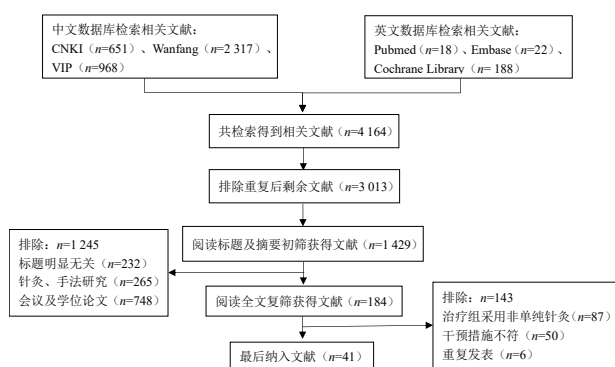 中文数据库检索相关文献：
CNKI（n=651）、Wanfang（n=2 317）、
VIP（n=968）
英文数据库检索相关文献：
Pubmed（n=18）、Embase（n=22）、
Cochrane Library（n= 188）
共检索得到相关文献（n=4 164）
排除重复后剩余文献（n=3 013）
阅读标题及摘要初筛获得文献（n=1 429）
排除：n=1 245
标题明显无关（n=232）
针灸、手法研究（n=265）
会议及学位论文（n=748）
阅读全文复筛获得文献（n=184）
排除：n=143
治疗组采用非单纯针灸（n=87）
干预措施不符（n=50）
重复发表（n=6）
最后纳入文献（n=41）